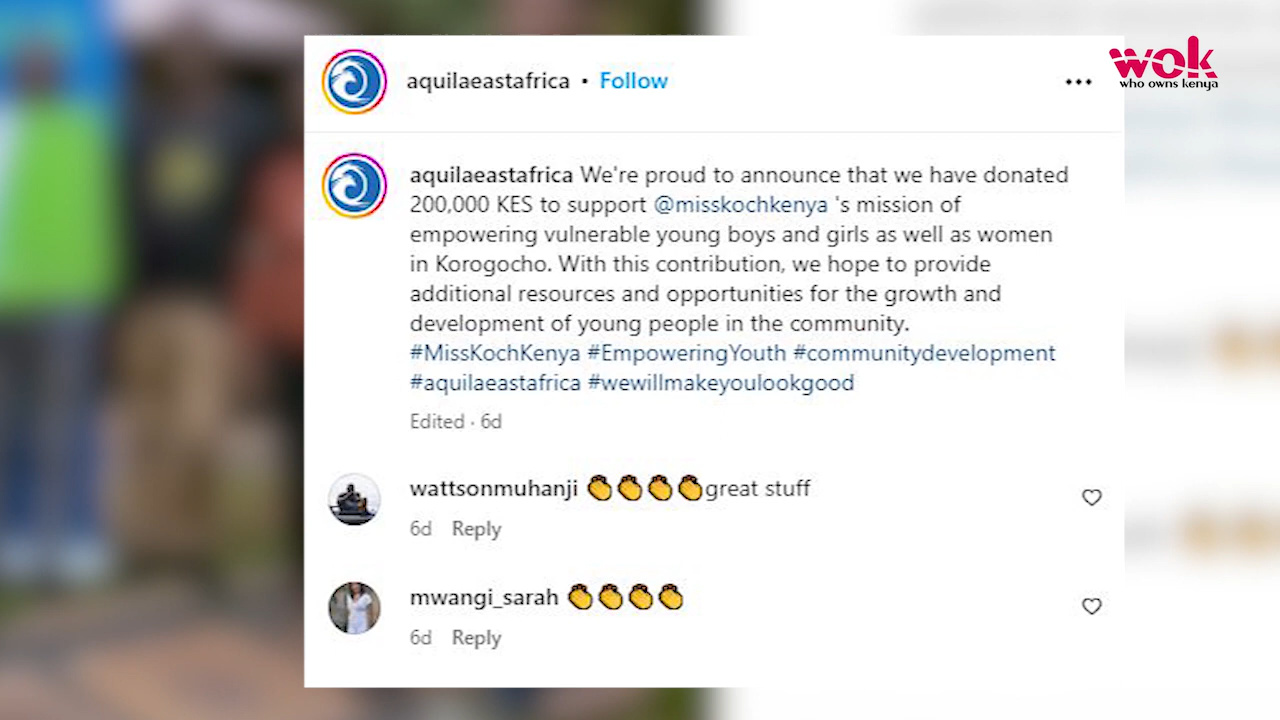 wok
who owns kenya
aquilaeastafrica • Follow
aquilaeastafrica We're proud to announce that we have donated
200,000 KES to support @misskochkenya 's mission of
empowering vulnerable young boys and girls as well as women
in Korogocho. With this contribution, we hope to provide
additional resources and opportunities for the growth and
development of young people in the community.
#MissKochKenya #EmpoweringYouth #communitydevelopment
#aquilaeastafrica #wewillmakeyoulookgood
Edited · 6d
wattsonmuhanji 👏👏👏👏great stuff
6d Reply
mwangi_sarah 👏👏👏👏
6d Reply